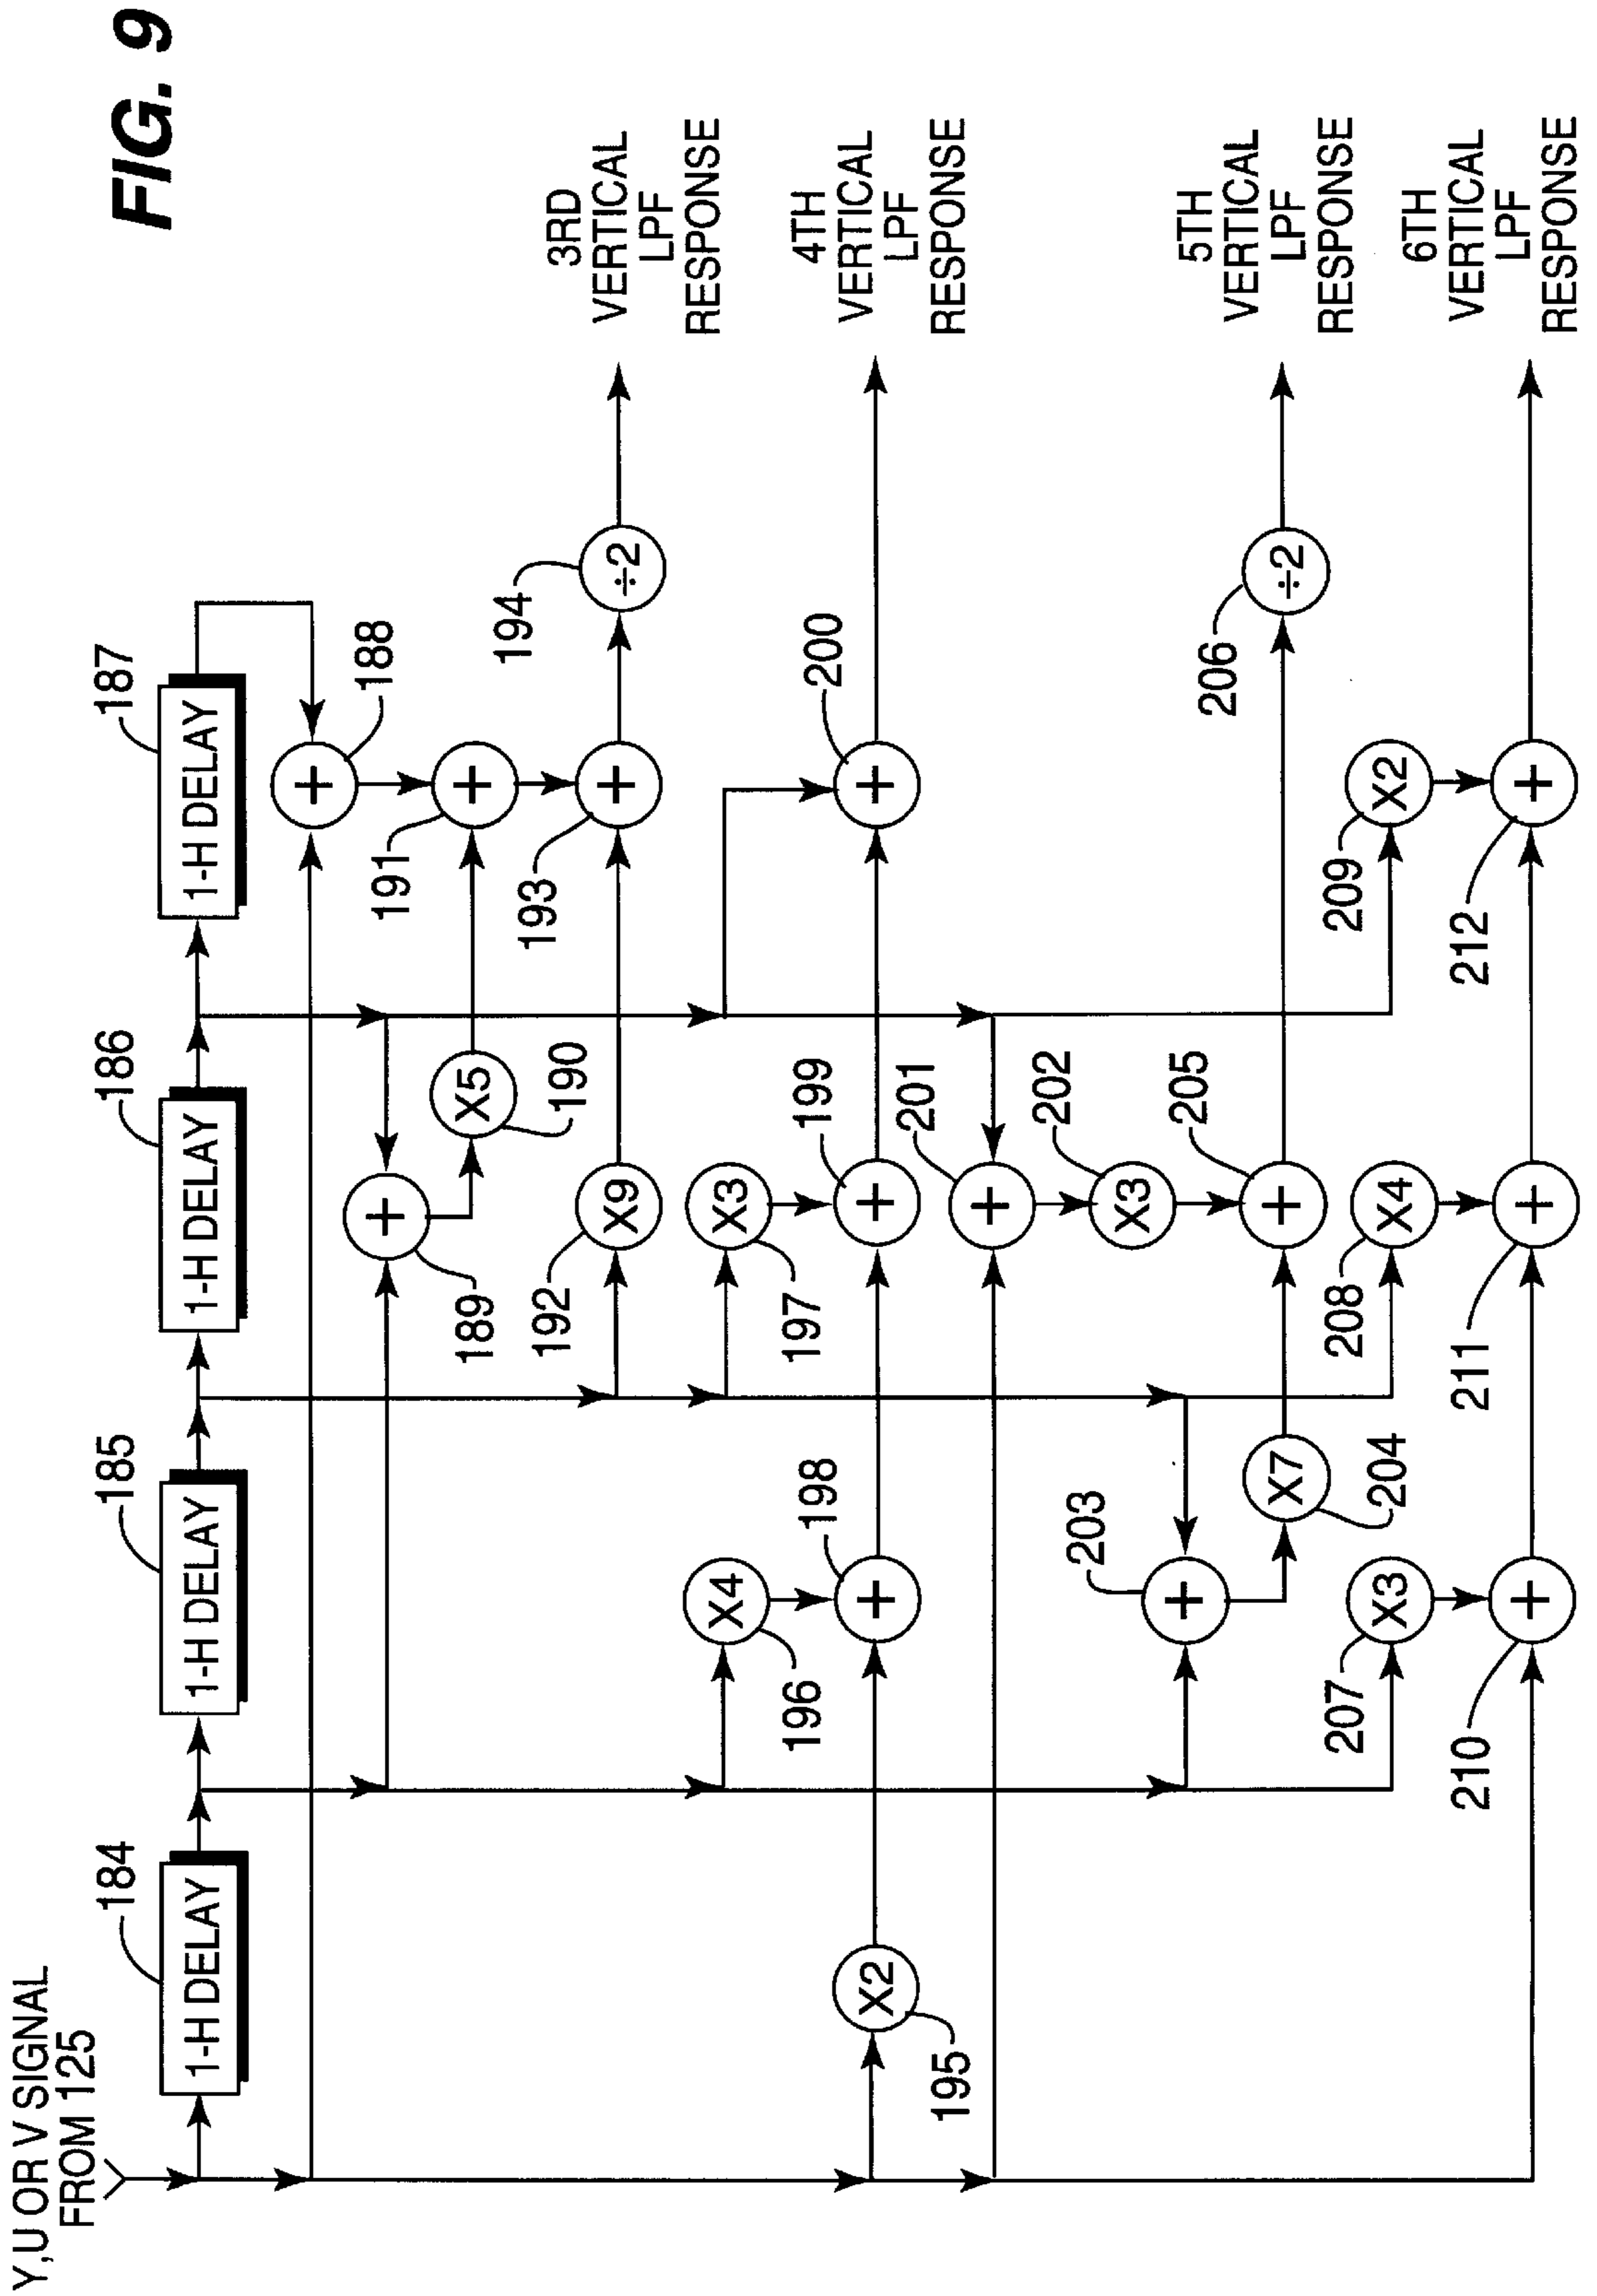 FIG. 9
Y,U OR V SIGNAL
FROM 125
184
1-H DELAY
185
1-H DELAY
186
1-H DELAY
187
1-H DELAY
+
188
+
189
X5
190
+
191
X9
192
+
193
÷2
194
3RD
VERTICAL
LPF
RESPONSE
X2
195
X4
196
X3
197
+
198
+
199
+
200
4TH
VERTICAL
LPF
RESPONSE
+
201
X3
202
+
203
X7
204
+
205
÷2
206
5TH
VERTICAL
LPF
RESPONSE
X3
207
X4
208
X2
209
+
210
+
211
+
212
6TH
VERTICAL
LPF
RESPONSE